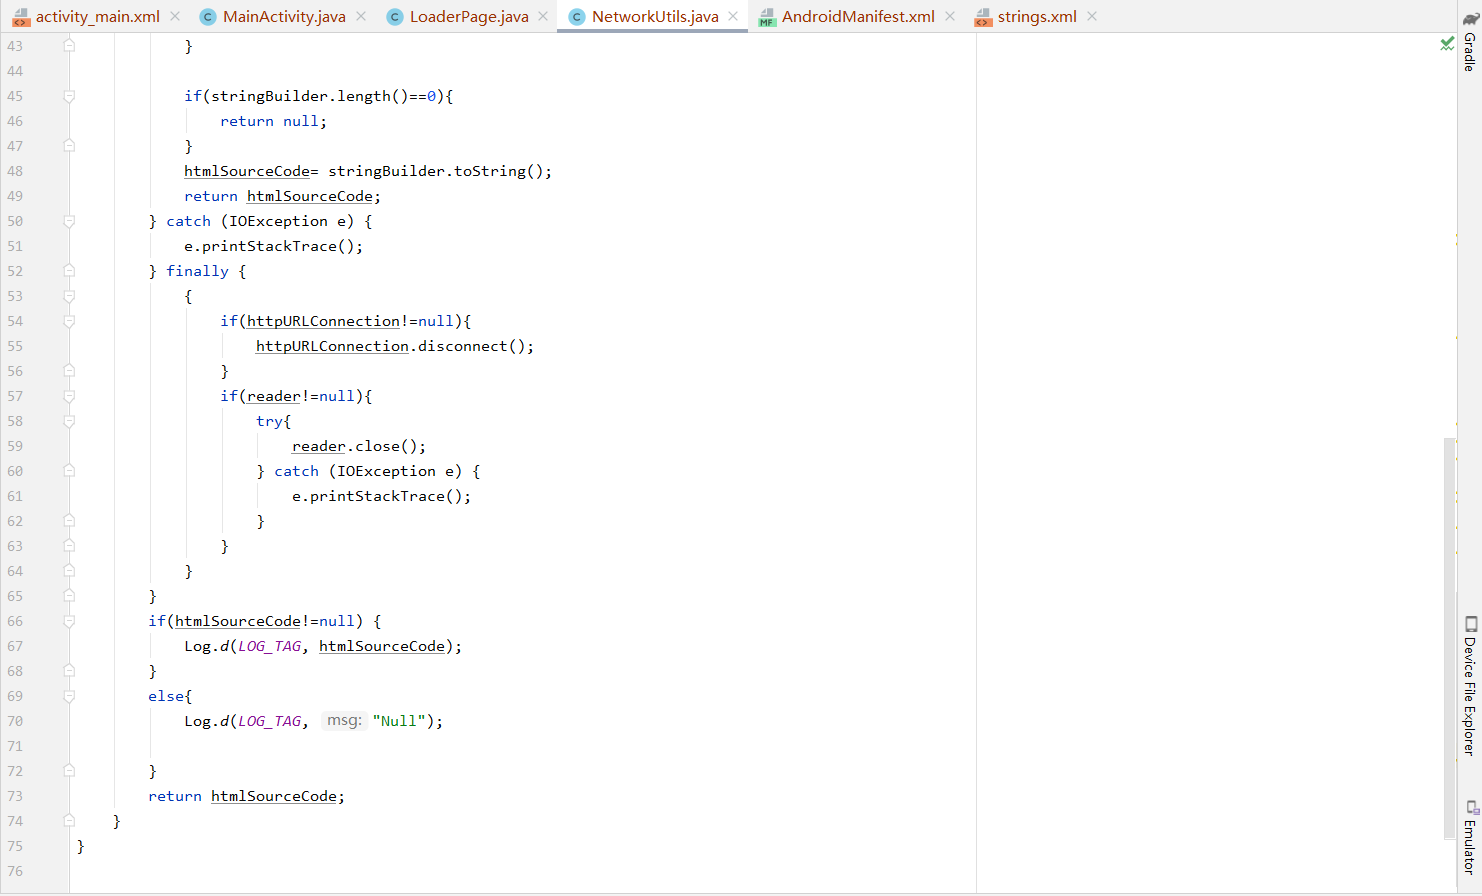 activity_main.xml MainActivity.java LoaderPage.java NetworkUtils.java AndroidManifest.xml strings.xml
43 }
44
45 if(stringBuilder.length()==0){
46 return null;
47 }
48 htmlSourceCode= stringBuilder.toString();
49 return htmlSourceCode;
50 } catch (IOException e) {
51 e.printStackTrace();
52 } finally {
53 {
54 if(httpURLConnection!=null){
55 httpURLConnection.disconnect();
56 }
57 if(reader!=null){
58 try{
59 reader.close();
60 } catch (IOException e) {
61 e.printStackTrace();
62 }
63 }
64 }
65 }
66 if(htmlSourceCode!=null) {
67 Log.d(LOG_TAG, htmlSourceCode);
68 }
69 else{
70 Log.d(LOG_TAG, msg: "Null");
71
72 }
73 return htmlSourceCode;
74 }
75 }
76
Gradle
Device File Explorer
Emulator